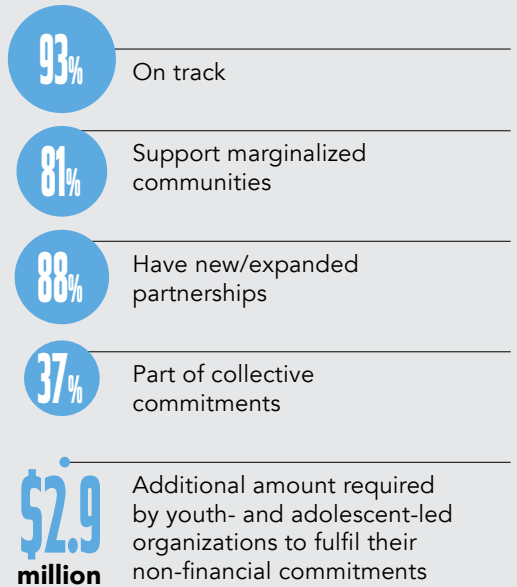 93%
On track
81%
Support marginalized
communities
88%
Have new/expanded
partnerships
37%
Part of collective
commitments
$2.9
million
Additional amount required
by youth- and adolescent-led
organizations to fulfil their
non-financial commitments